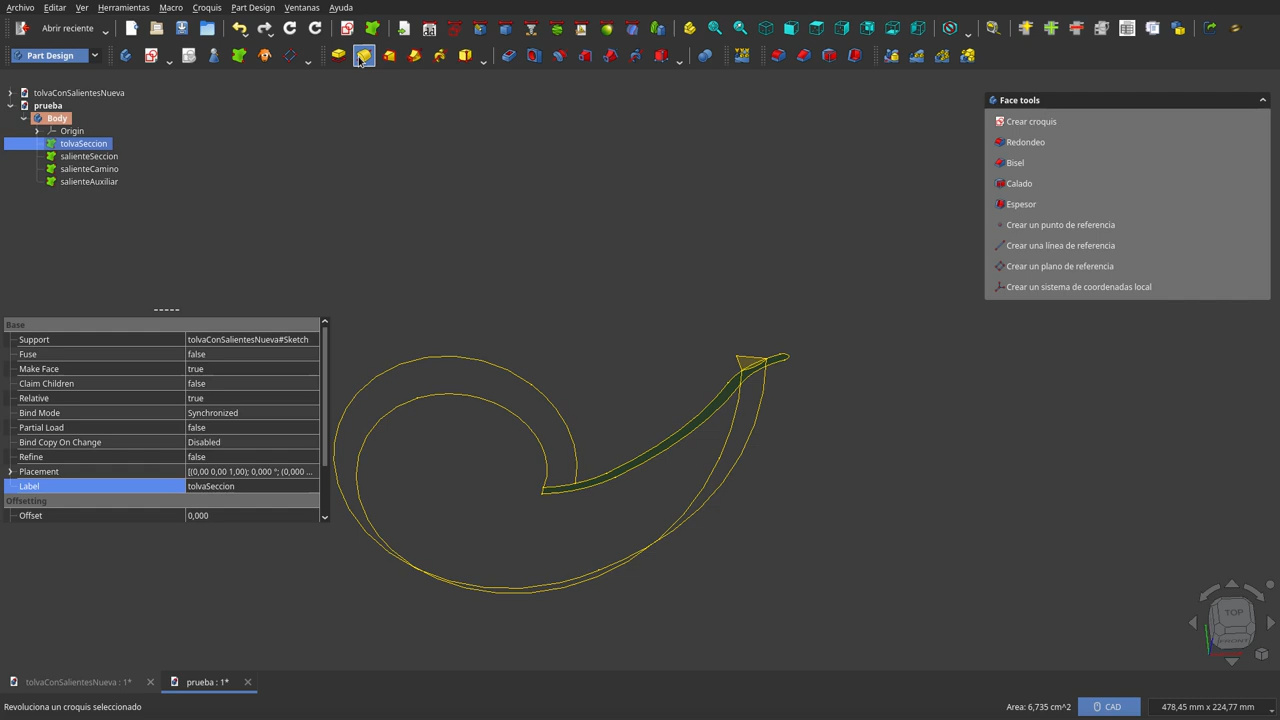 Archivo Editar Ver Herramientas Macro Croquis Part Design Ventanas Ayuda
Abrir reciente
Part Design
tolvaConSalientesNueva
prueba
Body
Origin
tolvaSeccion
salienteSeccion
salienteCamino
salienteAuxiliar
Face tools
Crear croquis
Redondeo
Bisel
Calado
Espesor
Crear un punto de referencia
Crear una línea de referencia
Crear un plano de referencia
Crear un sistema de coordenadas local
Base
Support tolvaConSalientesNueva#Sketch
Fuse false
Make Face true
Claim Children false
Relative true
Bind Mode Synchronized
Partial Load false
Bind Copy On Change Disabled
Refine false
Placement [(0,00 0,00 1,00); 0,000 °; (0,000 ...
Label tolvaSeccion
Offsetting
Offset 0,000
TOP
FRONT
tolvaConSalientesNueva : 1*
prueba : 1*
Revoluciona un croquis seleccionado
Area: 6,735 cm^2
CAD
478,45 mm x 224,77 mm